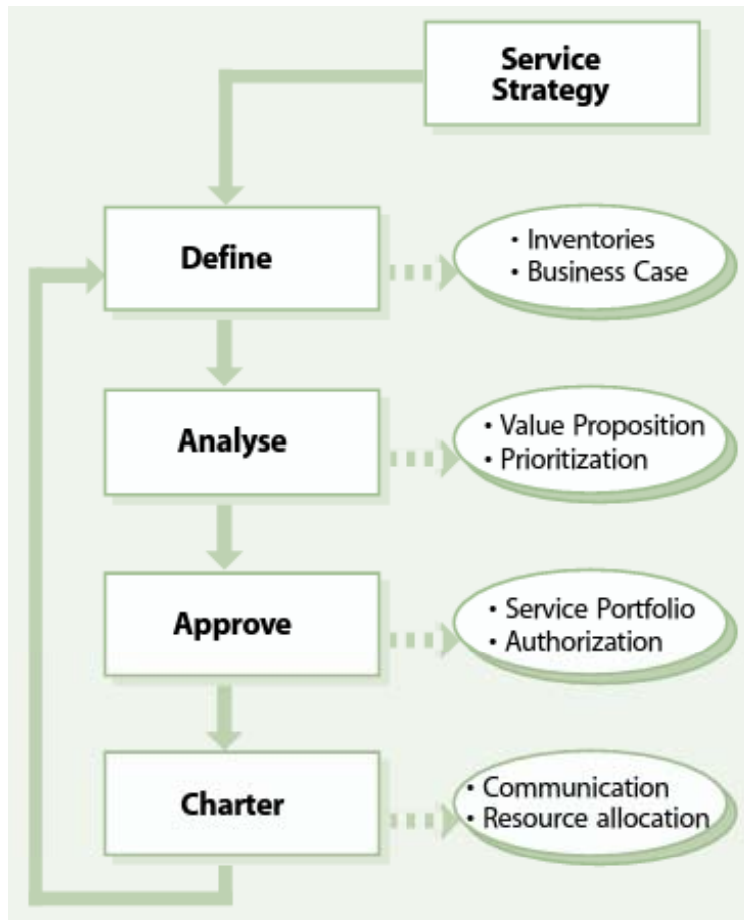 Service
Strategy
Define
• Inventories
• Business Case
Analyse
• Value Proposition
• Prioritization
Approve
• Service Portfolio
• Authorization
Charter
• Communication
• Resource allocation